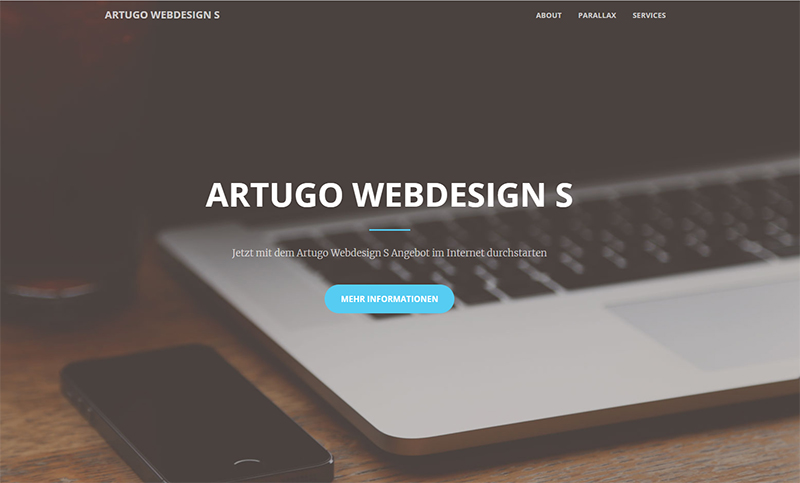 ARTUGO WEBDESIGN S
ABOUT PARALLAX SERVICES
ARTUGO WEBDESIGN S
Jetzt mit dem Artugo Webdesign S Angebot im Internet durchstarten
MEHR INFORMATIONEN